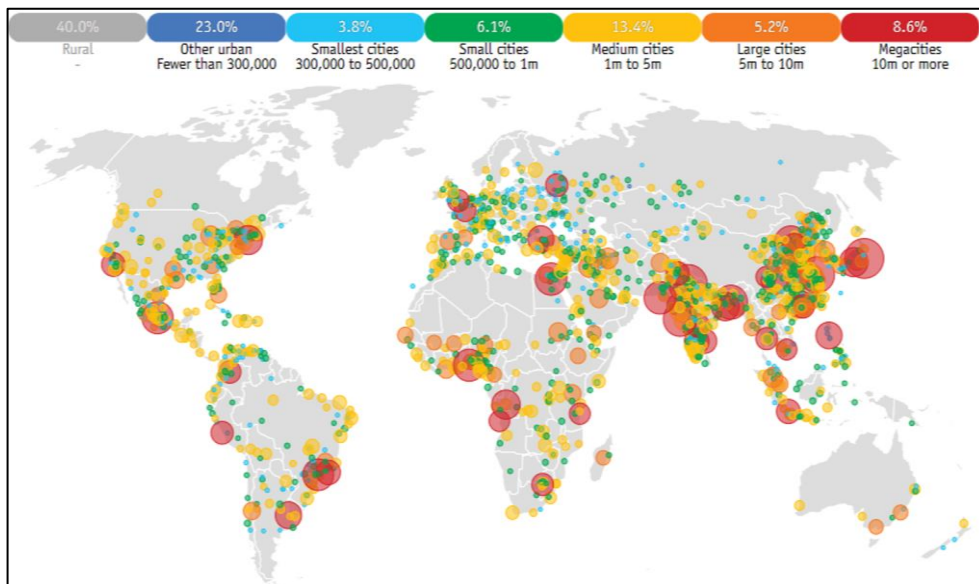 40.0% 23.0% 3.8% 6.1% 13.4% 5.2% 8.6%
Rural Other urban Smallest cities Small cities Medium cities Large cities Megacities
- Fewer than 300,000 300,000 to 500,000 500,000 to 1m 1m to 5m 5m to 10m 10m or more